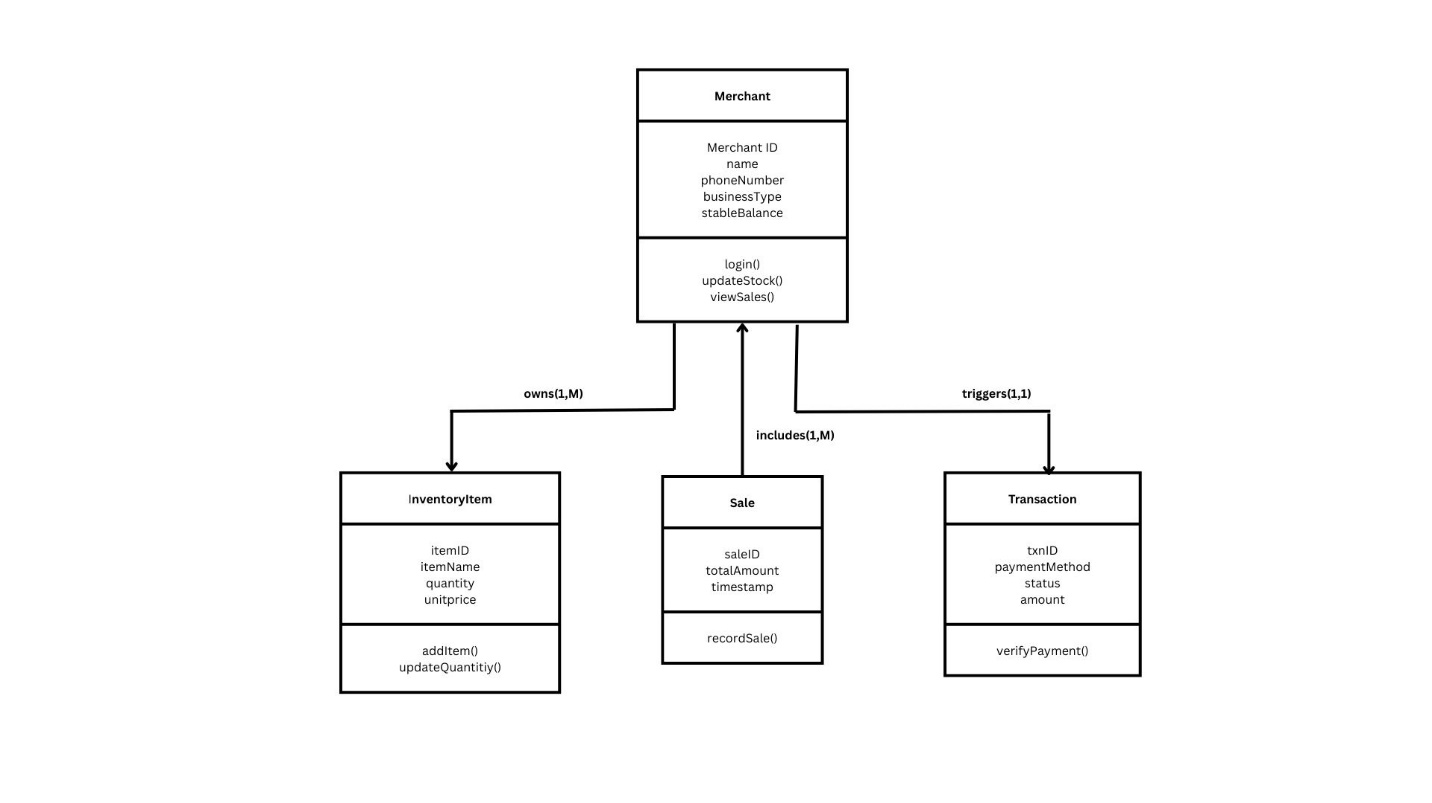 Merchant
Merchant ID
name
phoneNumber
businessType
stableBalance
login()
updateStock()
viewSales()
owns(1,M)
triggers(1,1)
includes(1,M)
InventoryItem
itemID
itemName
quantity
unitprice
addItem()
updateQuantitiy()
Sale
saleID
totalAmount
timestamp
recordSale()
Transaction
txnID
paymentMethod
status
amount
verifyPayment()